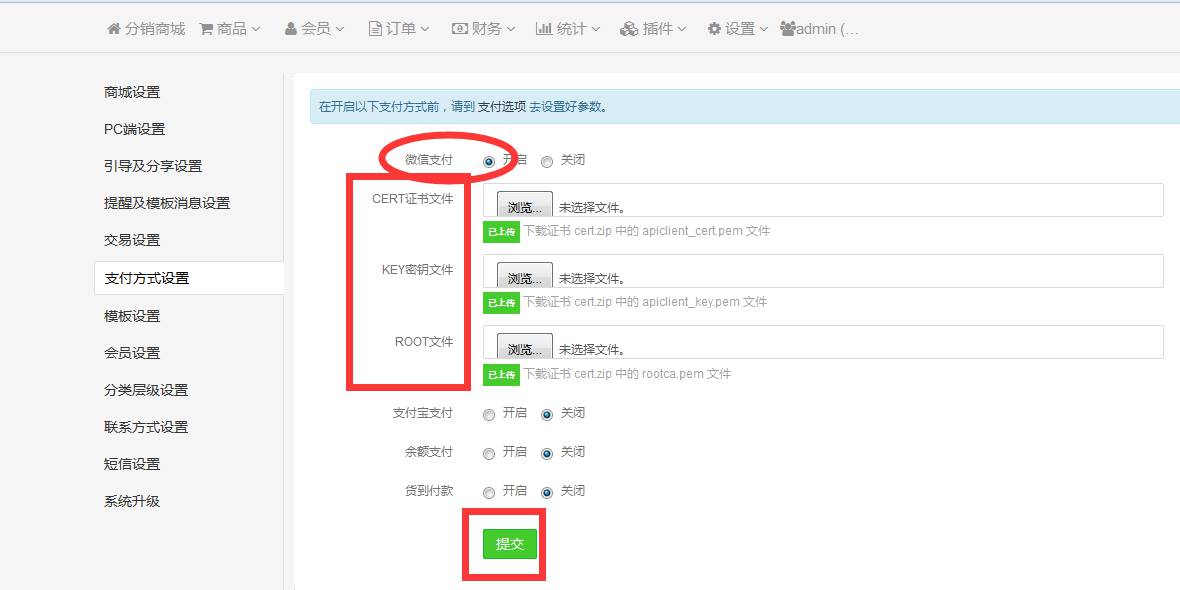 分销商城 商品 会员 订单 财务 统计 插件 设置 admin (...
商城设置
PC端设置
引导及分享设置
提醒及模板消息设置
交易设置
支付方式设置
模板设置
会员设置
分类层级设置
联系方式设置
短信设置
系统升级
在开启以下支付方式前，请到 支付选项 去设置好参数。
微信支付 开启 关闭
CERT证书文件 浏览... 未选择文件。
已上传 下载证书 cert.zip 中的 apiclient_cert.pem 文件
KEY密钥文件 浏览... 未选择文件。
已上传 下载证书 cert.zip 中的 apiclient_key.pem 文件
ROOT文件 浏览... 未选择文件。
已上传 下载证书 cert.zip 中的 rootca.pem 文件
支付宝支付 开启 关闭
余额支付 开启 关闭
货到付款 开启 关闭
提交